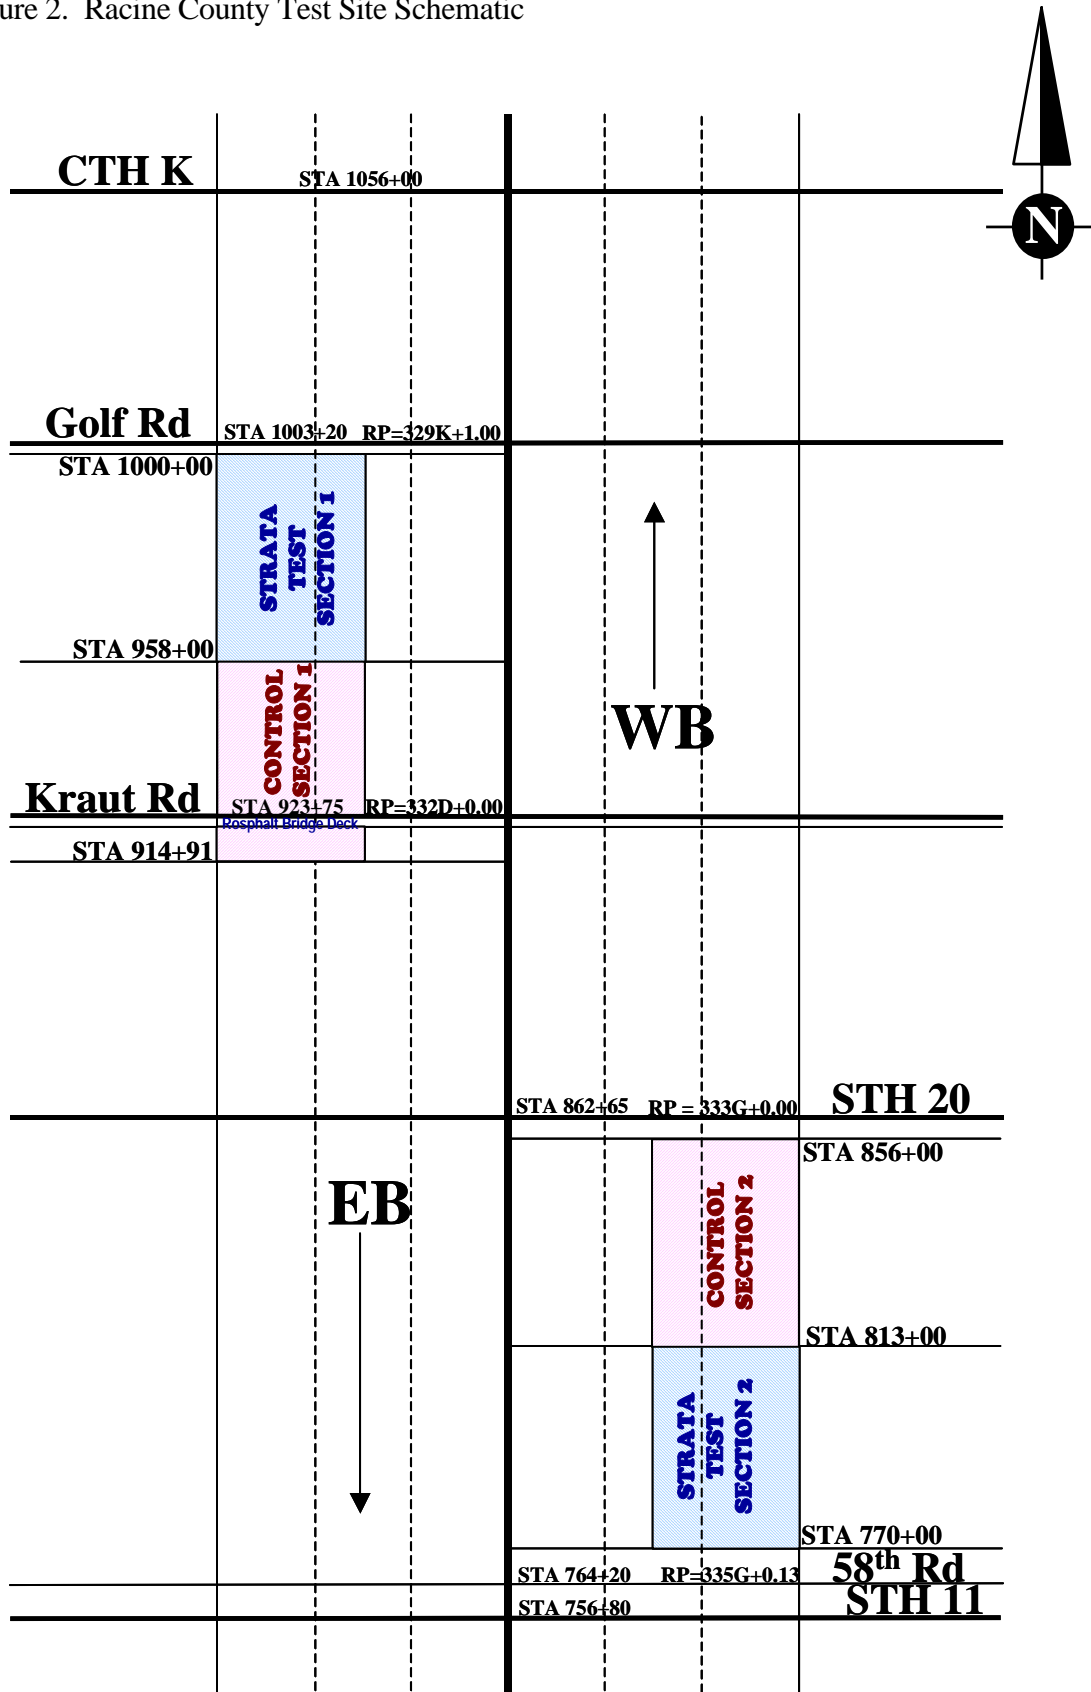 ure 2. Racine County Test Site Schematic
CTH K
STA 1056+00
N
Golf Rd
STA 1003+20 RP=329K+1.00
STA 1000+00
STRATA
TEST
SECTION 1
STA 958+00
CONTROL
SECTION 1
WB
Kraut Rd
STA 923+75 RP=332D+0.00
Rosphalt Bridge Deck
STA 914+91
STA 862+65 RP = 333G+0.00
STH 20
STA 856+00
EB
CONTROL
SECTION 2
STA 813+00
STRATA
TEST
SECTION 2
STA 770+00
STA 764+20 RP=335G+0.13
58th Rd
STA 756+80
STH 11